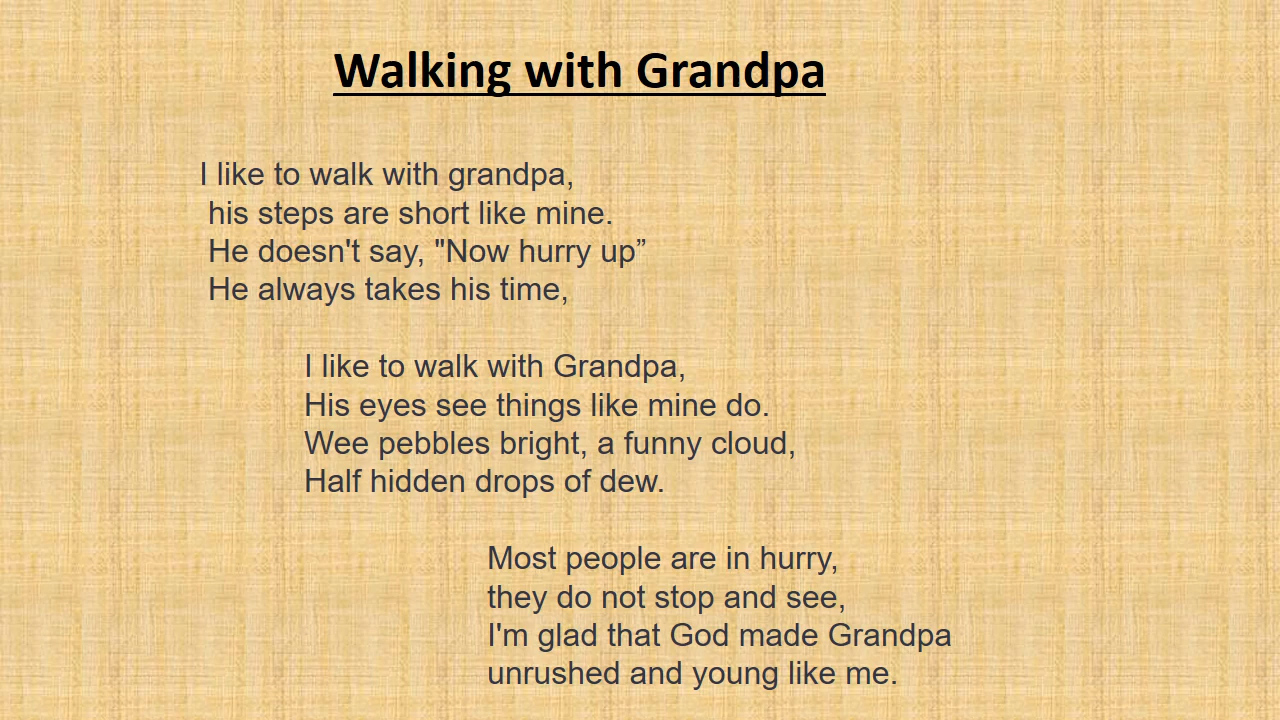 Walking with Grandpa
I like to walk with grandpa,
his steps are short like mine.
He doesn't say, "Now hurry up”
He always takes his time,
I like to walk with Grandpa,
His eyes see things like mine do.
Wee pebbles bright, a funny cloud,
Half hidden drops of dew.
Most people are in hurry,
they do not stop and see,
I'm glad that God made Grandpa
unrushed and young like me.